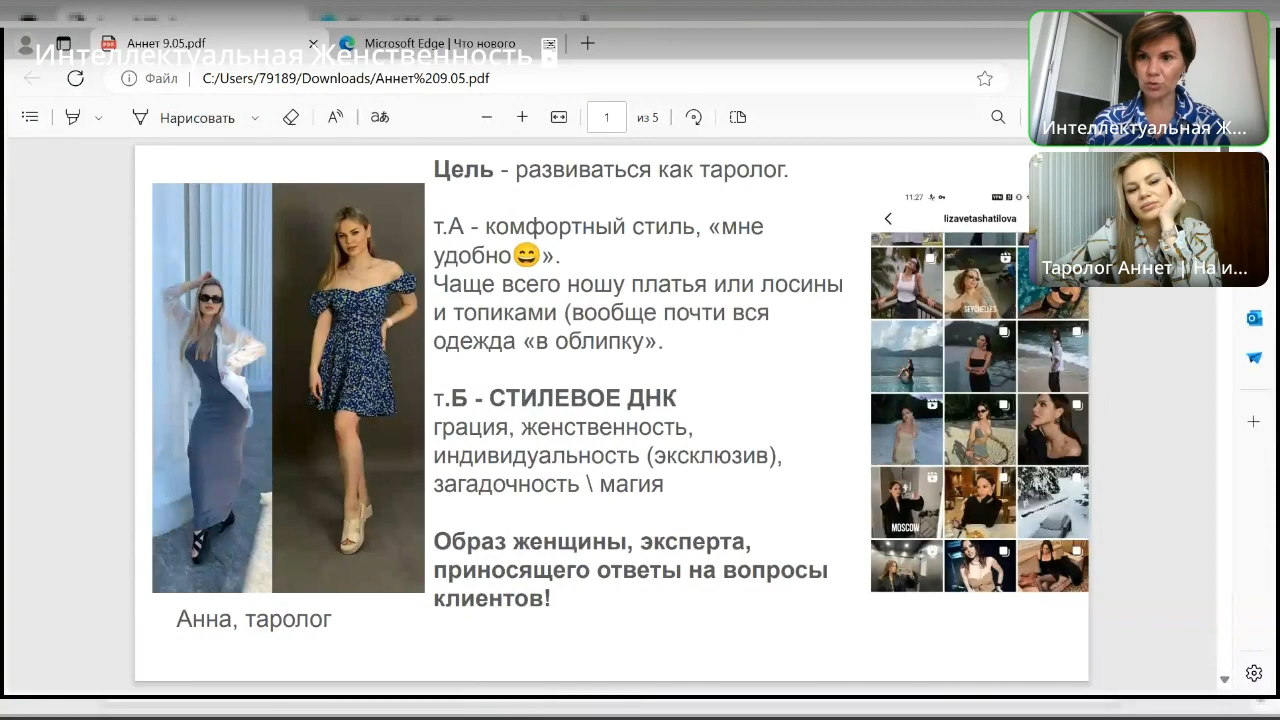 Аннет 9.05.pdf
Microsoft Edge | Что нового
Интеллектуальная Женственность
Файл
C:/Users/79189/Downloads/Аннет%209.05.pdf
Нарисовать
1
из 5
Интеллектуальная Ж...
Таролог Аннет | На и...
Цель - развиваться как таролог.
т.А - комфортный стиль, «мне
удобно😄».
Чаще всего ношу платья или лосины
и топиками (вообще почти вся
одежда «в облипку».
т.Б - СТИЛЕВОЕ ДНК
грация, женственность,
индивидуальность (эксклюзив),
загадочность \ магия
Образ женщины, эксперта,
приносящего ответы на вопросы
клиентов!
Анна, таролог
11:27
lizavetashatilova
SEYCHELLES
MOSCOW